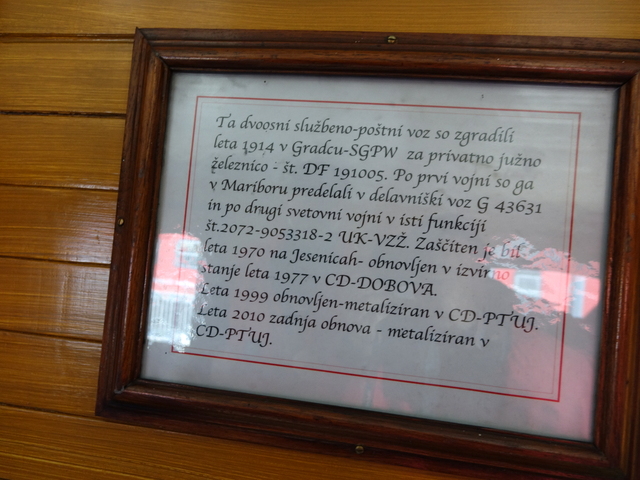 Ta dvoosni službeno-poštni voz so zgradili
leta 1914 v Gradcu-SGPW za privatno južno
železnico - št. DF 191005. Po prvi vojni so ga
v Mariboru predelali v delavniški voz G 43631
in po drugi svetovni vojni v isti funkciji
št.2072-9053318-2 UK-VZŽ. Zaščiten je bil
leta 1970 na Jesenicah- obnovljen v izvirno
stanje leta 1977 v CD-DOBOVA.
Leta 1999 obnovljen-metaliziran v CD-PTUJ.
Leta 2010 zadnja obnova - metaliziran v
CD-PTUJ.